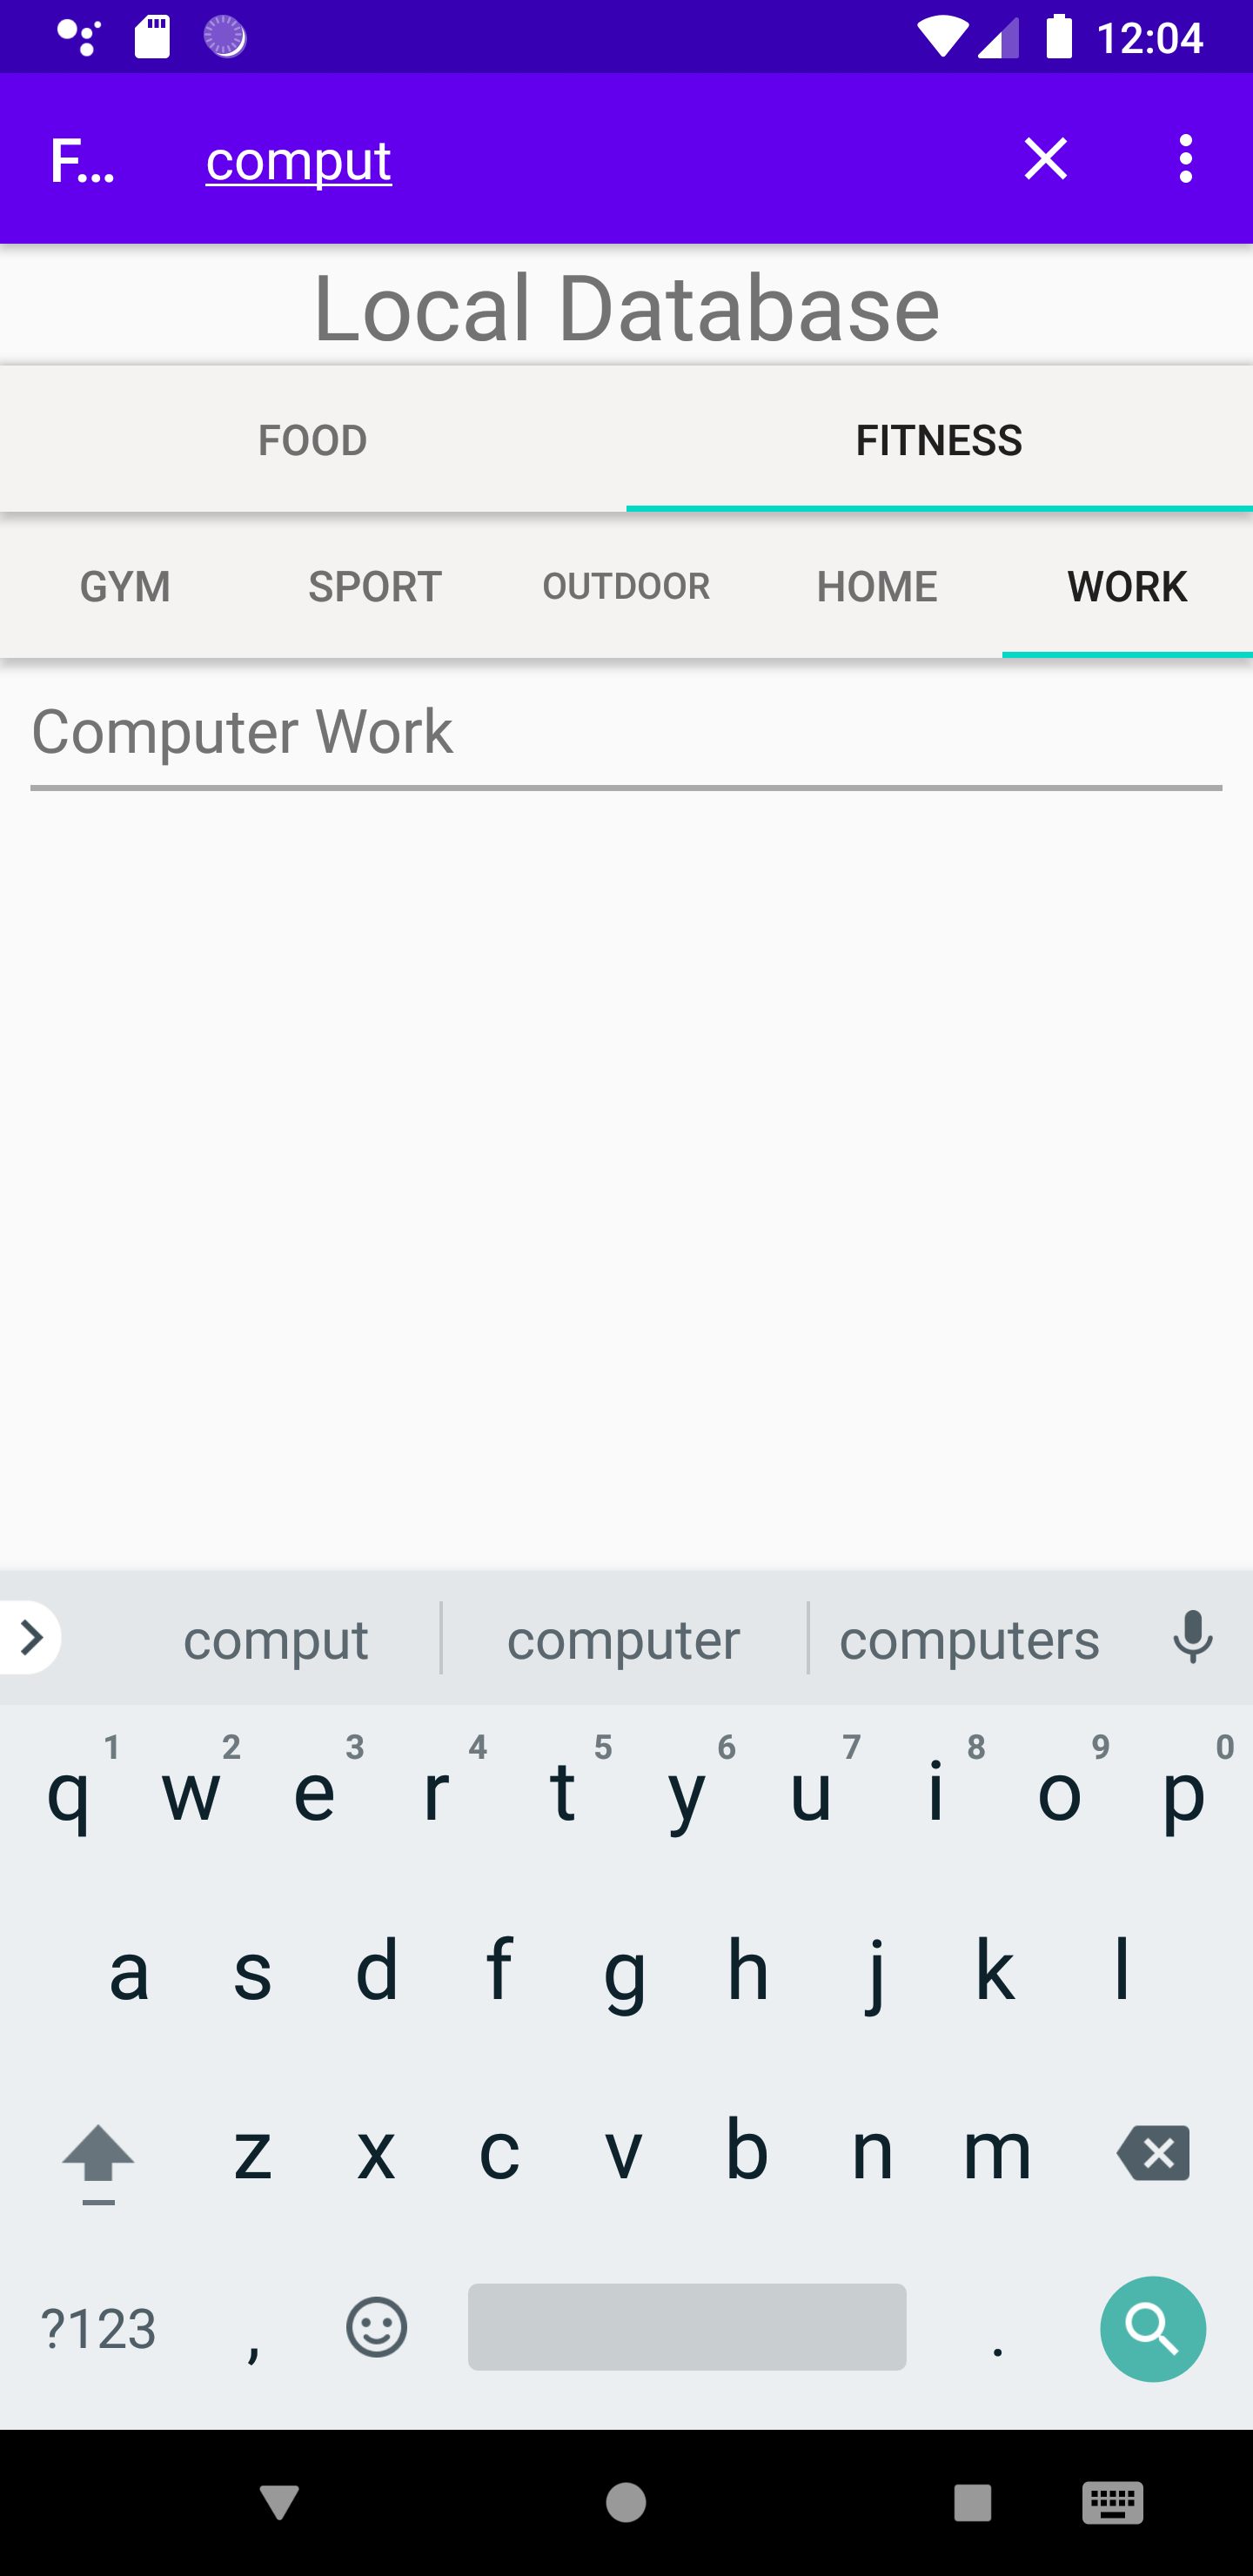 12:04
F... comput
Local Database
FOOD FITNESS
GYM SPORT OUTDOOR HOME WORK
Computer Work
comput computer computers
1 2 3 4 5 6 7 8 9 0
q w e r t y u i o p
a s d f g h j k l
z x c v b n m
?123 , .